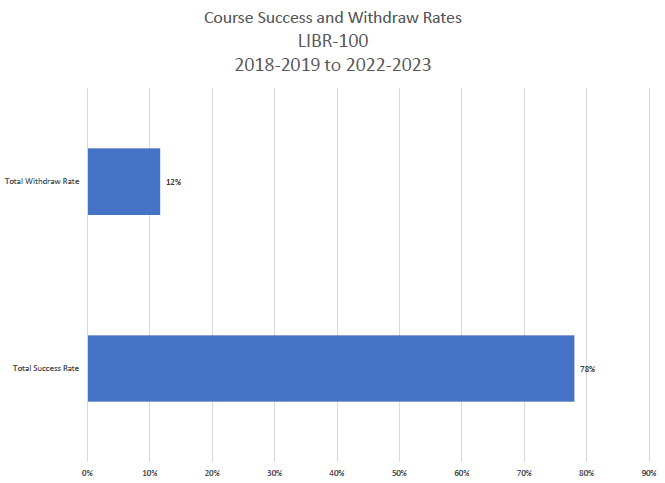 Course Success and Withdraw Rates
LIBR-100
2018-2019 to 2022-2023
Total Withdraw Rate
12%
Total Success Rate
78%
0% 10% 20% 30% 40% 50% 60% 70% 80% 90%